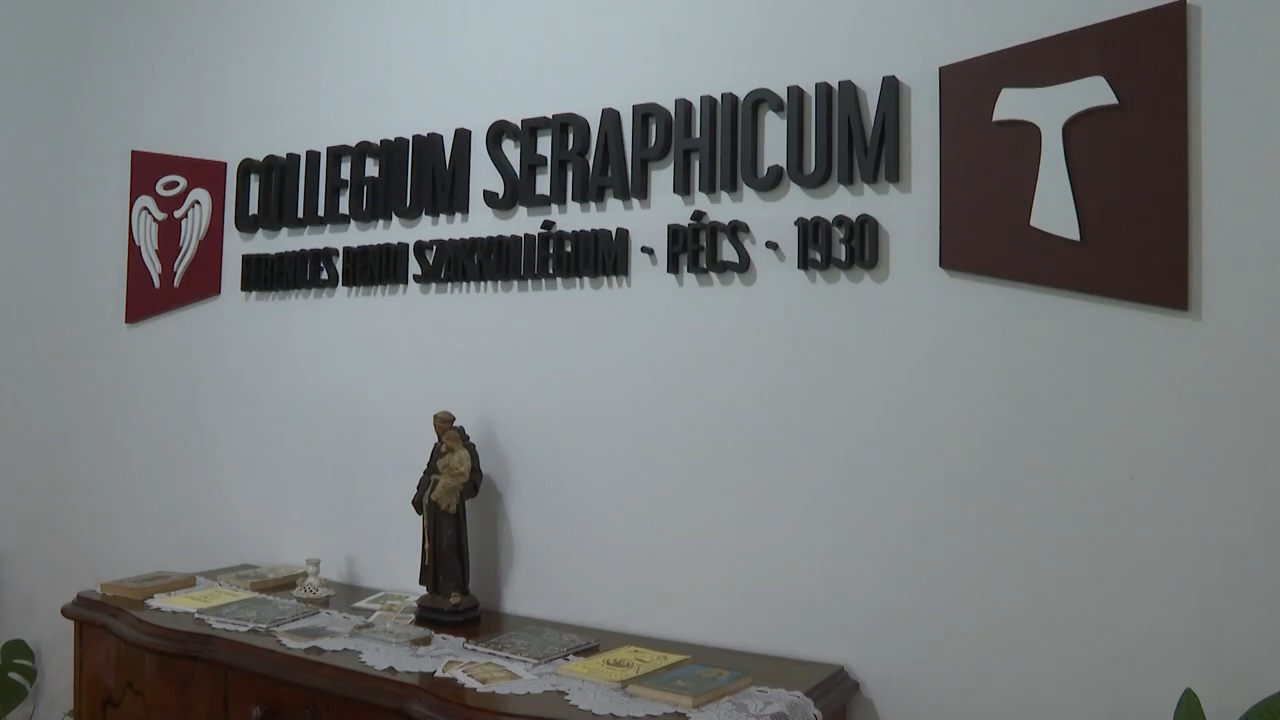 COLLEGIUM SERAPHICUM
FERENCES RENDI SZAKKOLLÉGIUM - PÉCS - 1930